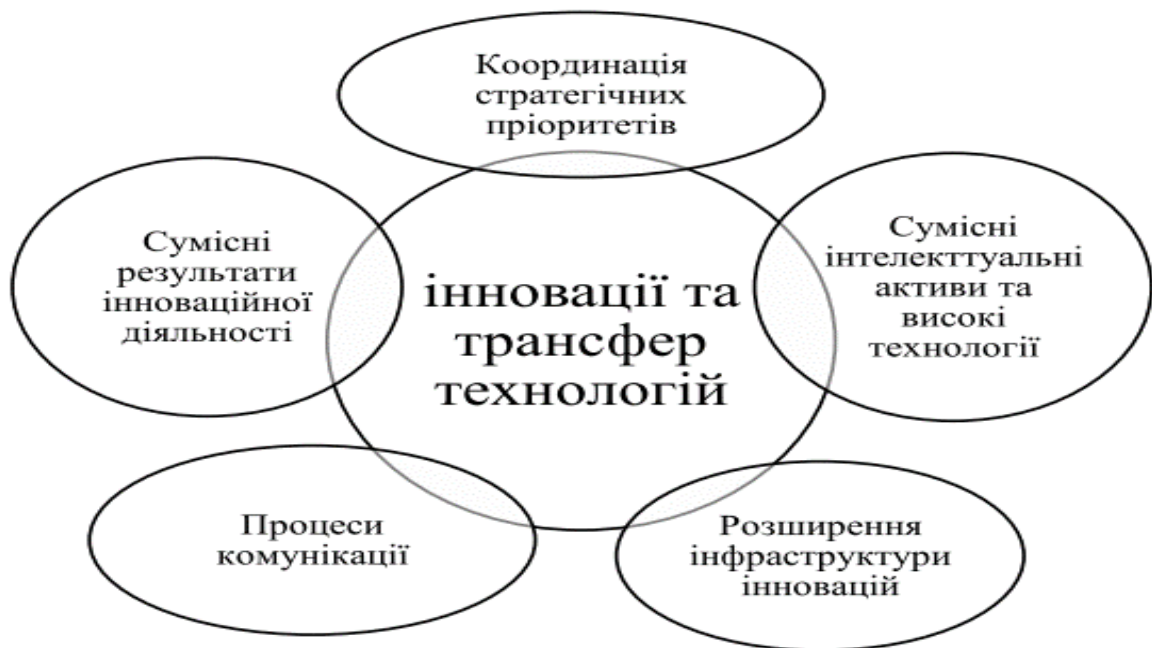 Координація
стратегічних
пріоритетів
Сумісні
результати
інноваційної
діяльності
інновації та
трансфер
технологій
Сумісні
інтелекттуальні
активи та
високі
технології
Процеси
комунікації
Розширення
інфраструктури
інновацій